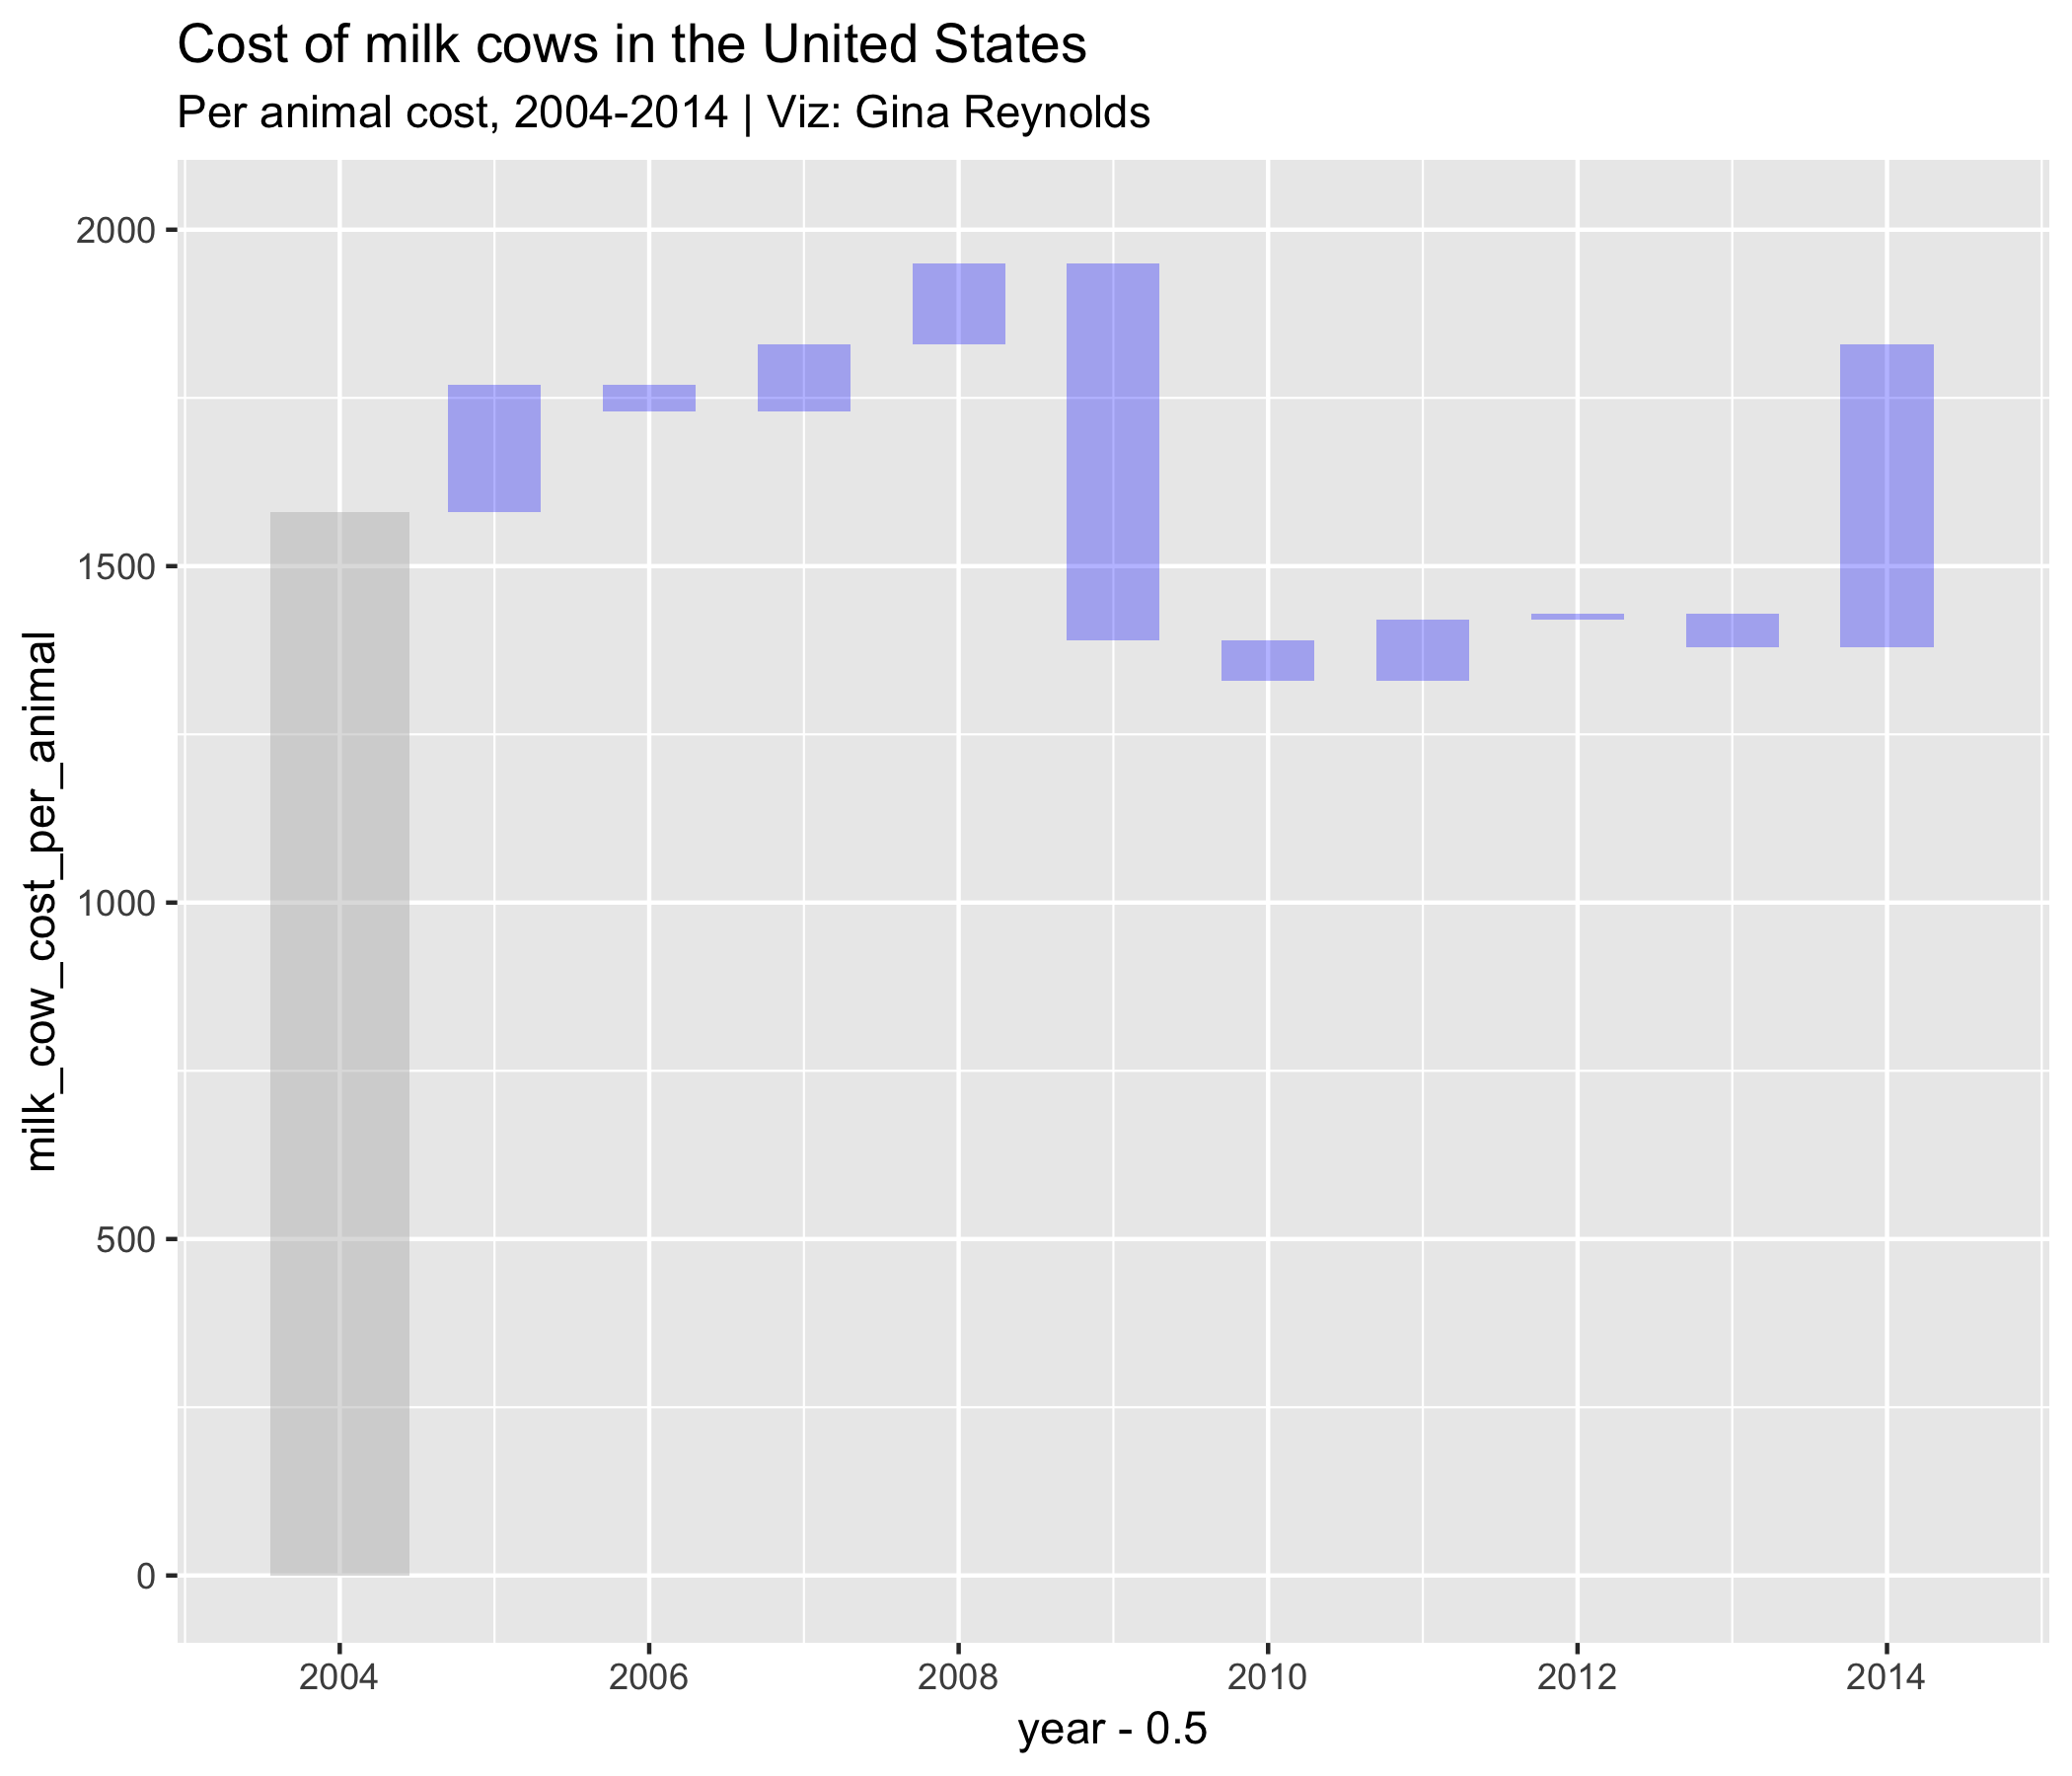 Cost of milk cows in the United States
Per animal cost, 2004-2014 | Viz: Gina Reynolds
milk_cow_cost_per_animal
2000
1500
1000
500
0
2004 2006 2008 2010 2012 2014
year - 0.5